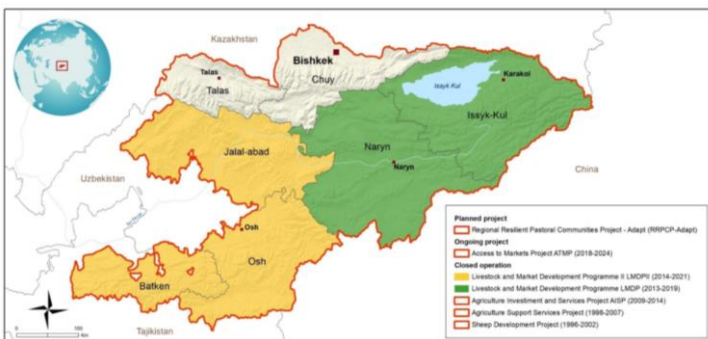 Kazakhstan
Bishkek
Talas
Chuy
Talas
Karakol
Issyk-Kul
Issyk-Kul
Jalal-abad
Naryn
Naryn
China
Uzbekistan
Osh
Osh
Batken
Tajikistan
Planned project
Regional Resilient Pastoral Communities Project - Adapt (RRPCP-Adapt)
Ongoing project
Access to Markets Project ATMP (2018-2024)
Closed operation
Livestock and Market Development Programme II LMDPII (2014-2021)
Livestock and Market Development Programme LMDP (2013-2019)
Agriculture Investiment and Services Project AISP (2009-2014)
Agriculture Support Services Project (1998-2007)
Sheep Development Project (1996-2002)